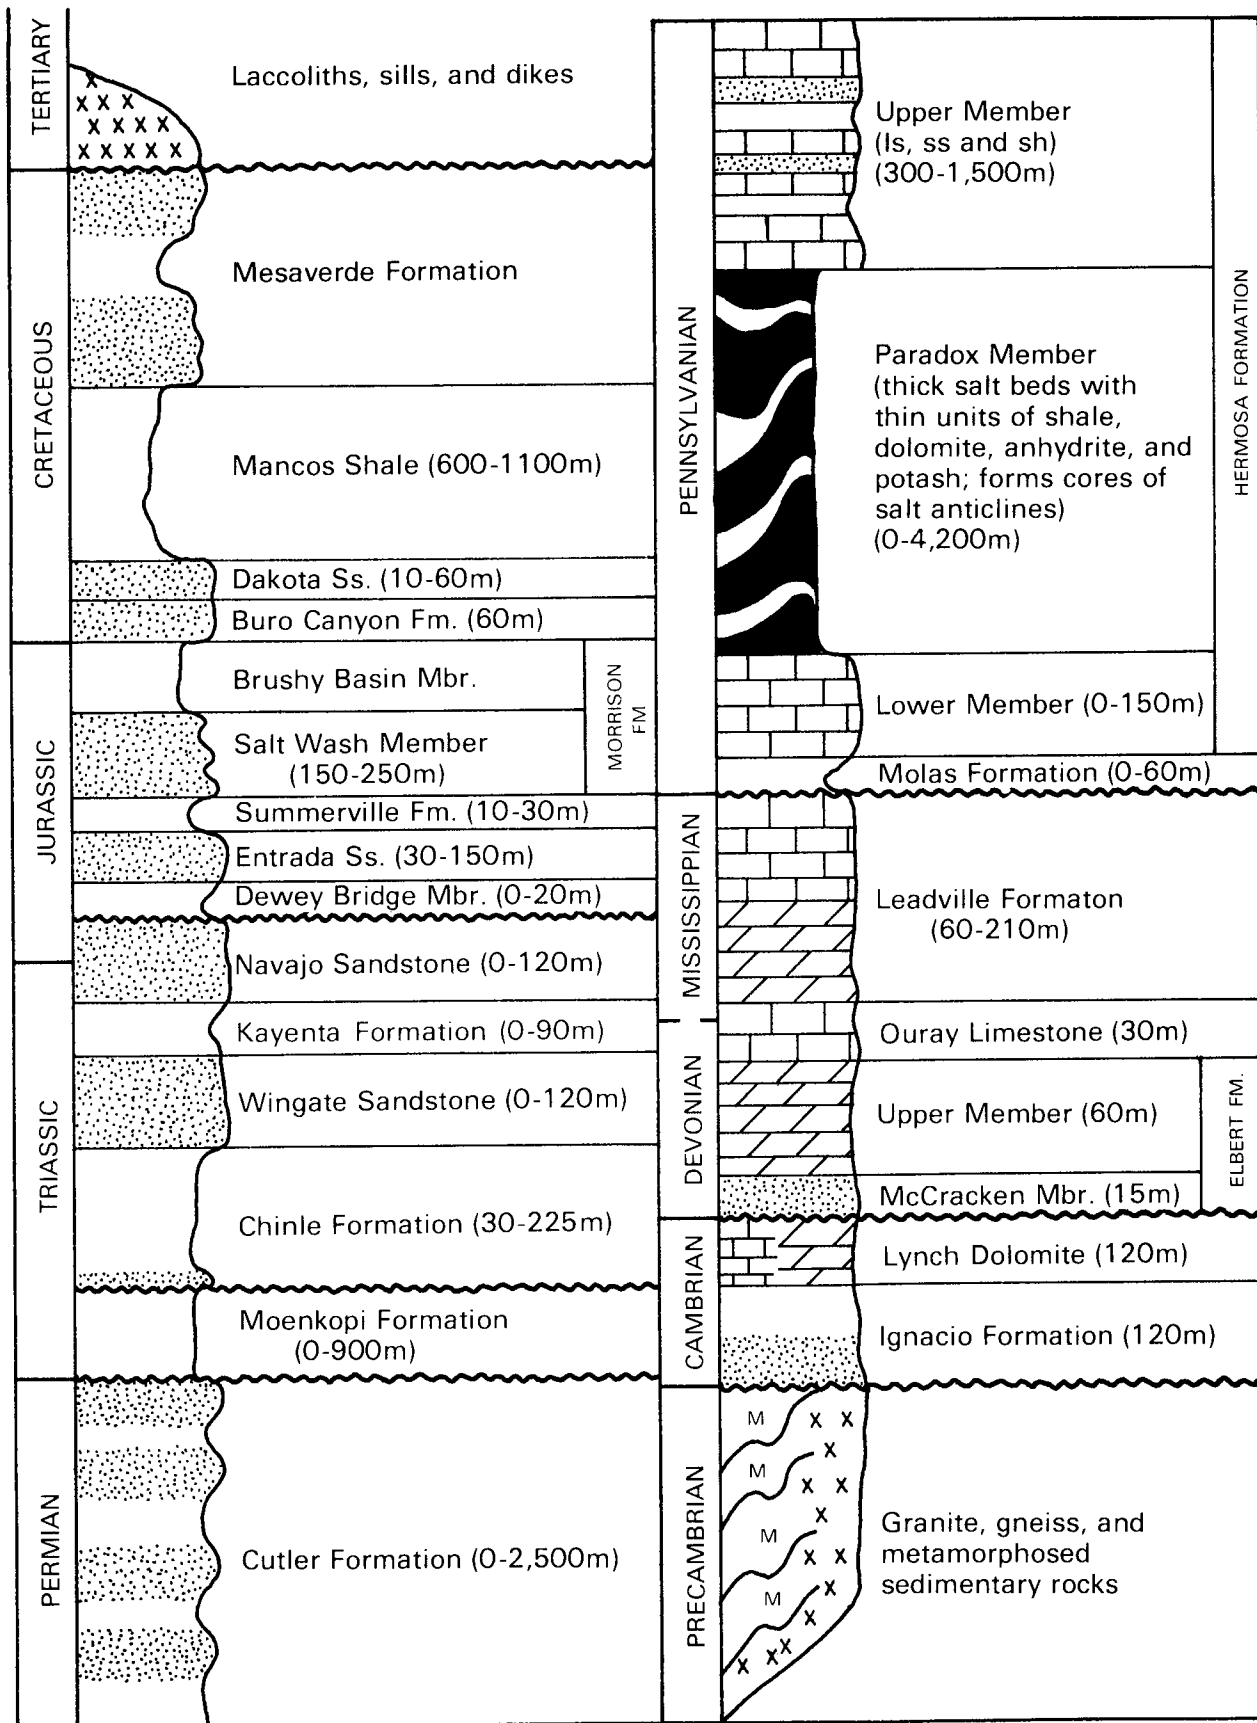 TERTIARY
Laccoliths, sills, and dikes
CRETACEOUS
Mesaverde Formation
Mancos Shale (600-1100m)
Dakota Ss. (10-60m)
Buro Canyon Fm. (60m)
JURASSIC
Brushy Basin Mbr.
Salt Wash Member
(150-250m)
MORRISON
FM
Summerville Fm. (10-30m)
Entrada Ss. (30-150m)
Dewey Bridge Mbr. (0-20m)
Navajo Sandstone (0-120m)
TRIASSIC
Kayenta Formation (0-90m)
Wingate Sandstone (0-120m)
Chinle Formation (30-225m)
Moenkopi Formation
(0-900m)
PERMIAN
Cutler Formation (0-2,500m)
PENNSYLVANIAN
Upper Member
(ls, ss and sh)
(300-1,500m)
HERMOSA FORMATION
Paradox Member
(thick salt beds with
thin units of shale,
dolomite, anhydrite, and
potash; forms cores of
salt anticlines)
(0-4,200m)
Lower Member (0-150m)
Molas Formation (0-60m)
MISSISSIPPIAN
Leadville Formaton
(60-210m)
Ouray Limestone (30m)
DEVONIAN
Upper Member (60m)
ELBERT FM.
McCracken Mbr. (15m)
CAMBRIAN
Lynch Dolomite (120m)
Ignacio Formation (120m)
PRECAMBRIAN
M
M
M
M
Granite, gneiss, and
metamorphosed
sedimentary rocks